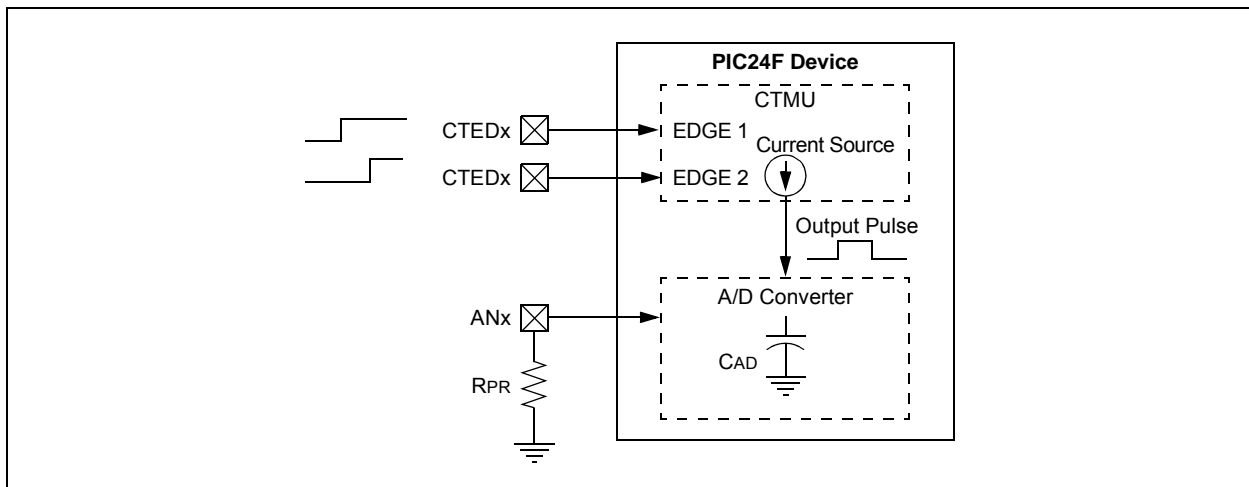 PIC24F Device
CTMU
CTEDx
EDGE 1
Current Source
CTEDx
EDGE 2
Output Pulse
A/D Converter
ANx
CAD
RPR